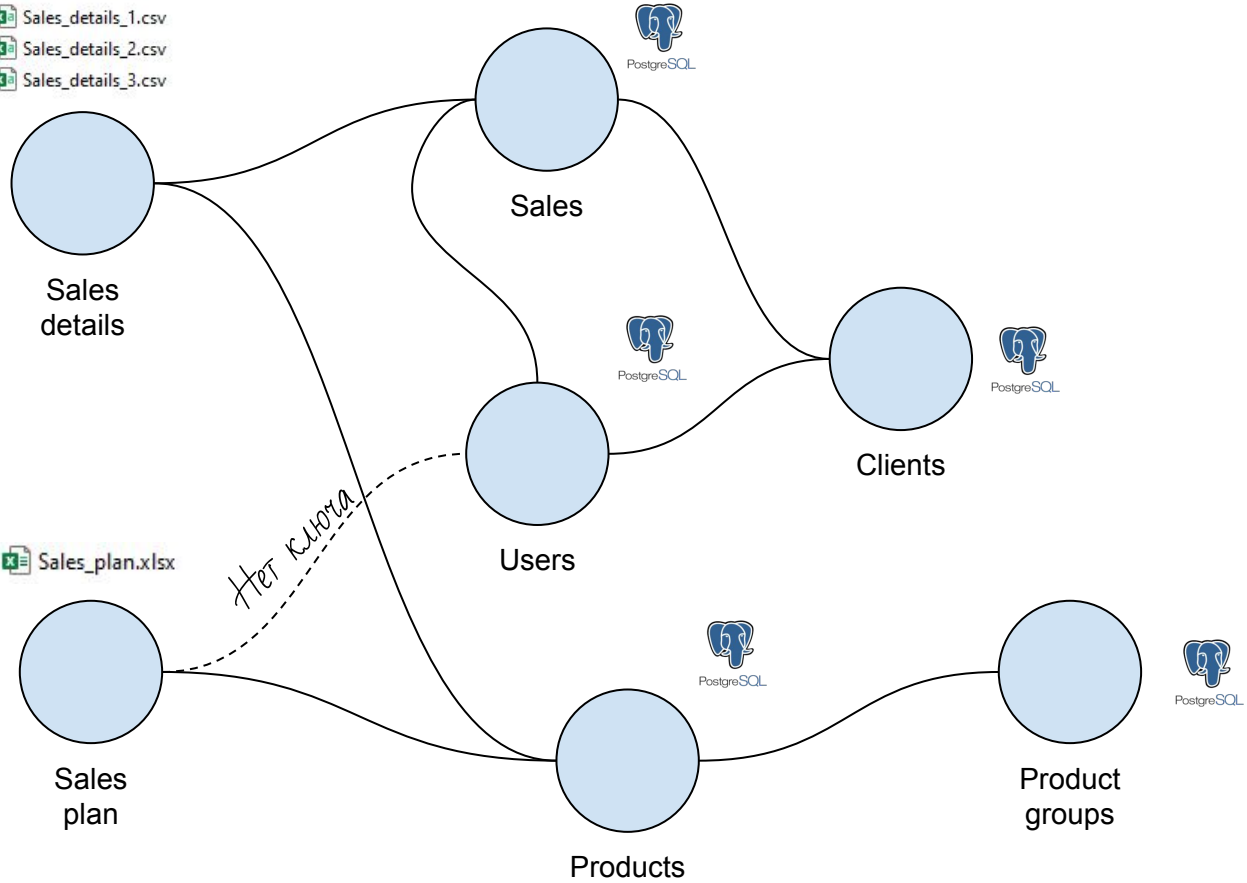 Sales_details_1.csv
Sales_details_2.csv
Sales_details_3.csv
PostgreSQL
Sales
Sales
details
PostgreSQL
PostgreSQL
Clients
Нет ключа
Users
Sales_plan.xlsx
PostgreSQL
PostgreSQL
Sales
plan
Product
groups
Products